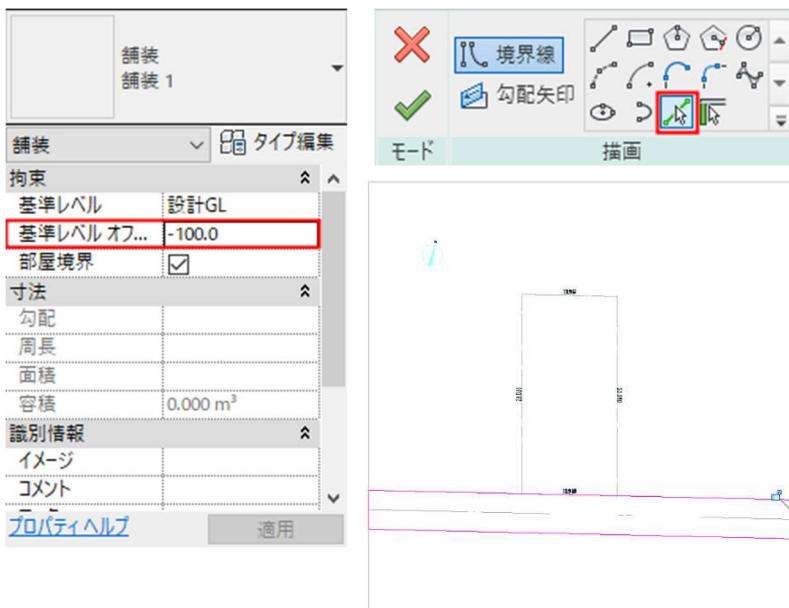 舗装
舗装 1
舗装
タイプ編集
拘束
基準レベル 設計GL
基準レベル オフ... -100.0
部屋境界
寸法
勾配
周長
面積
容積 0.000 m³
識別情報
イメージ
コメント
プロパティヘルプ
適用
境界線
勾配矢印
モード
描画